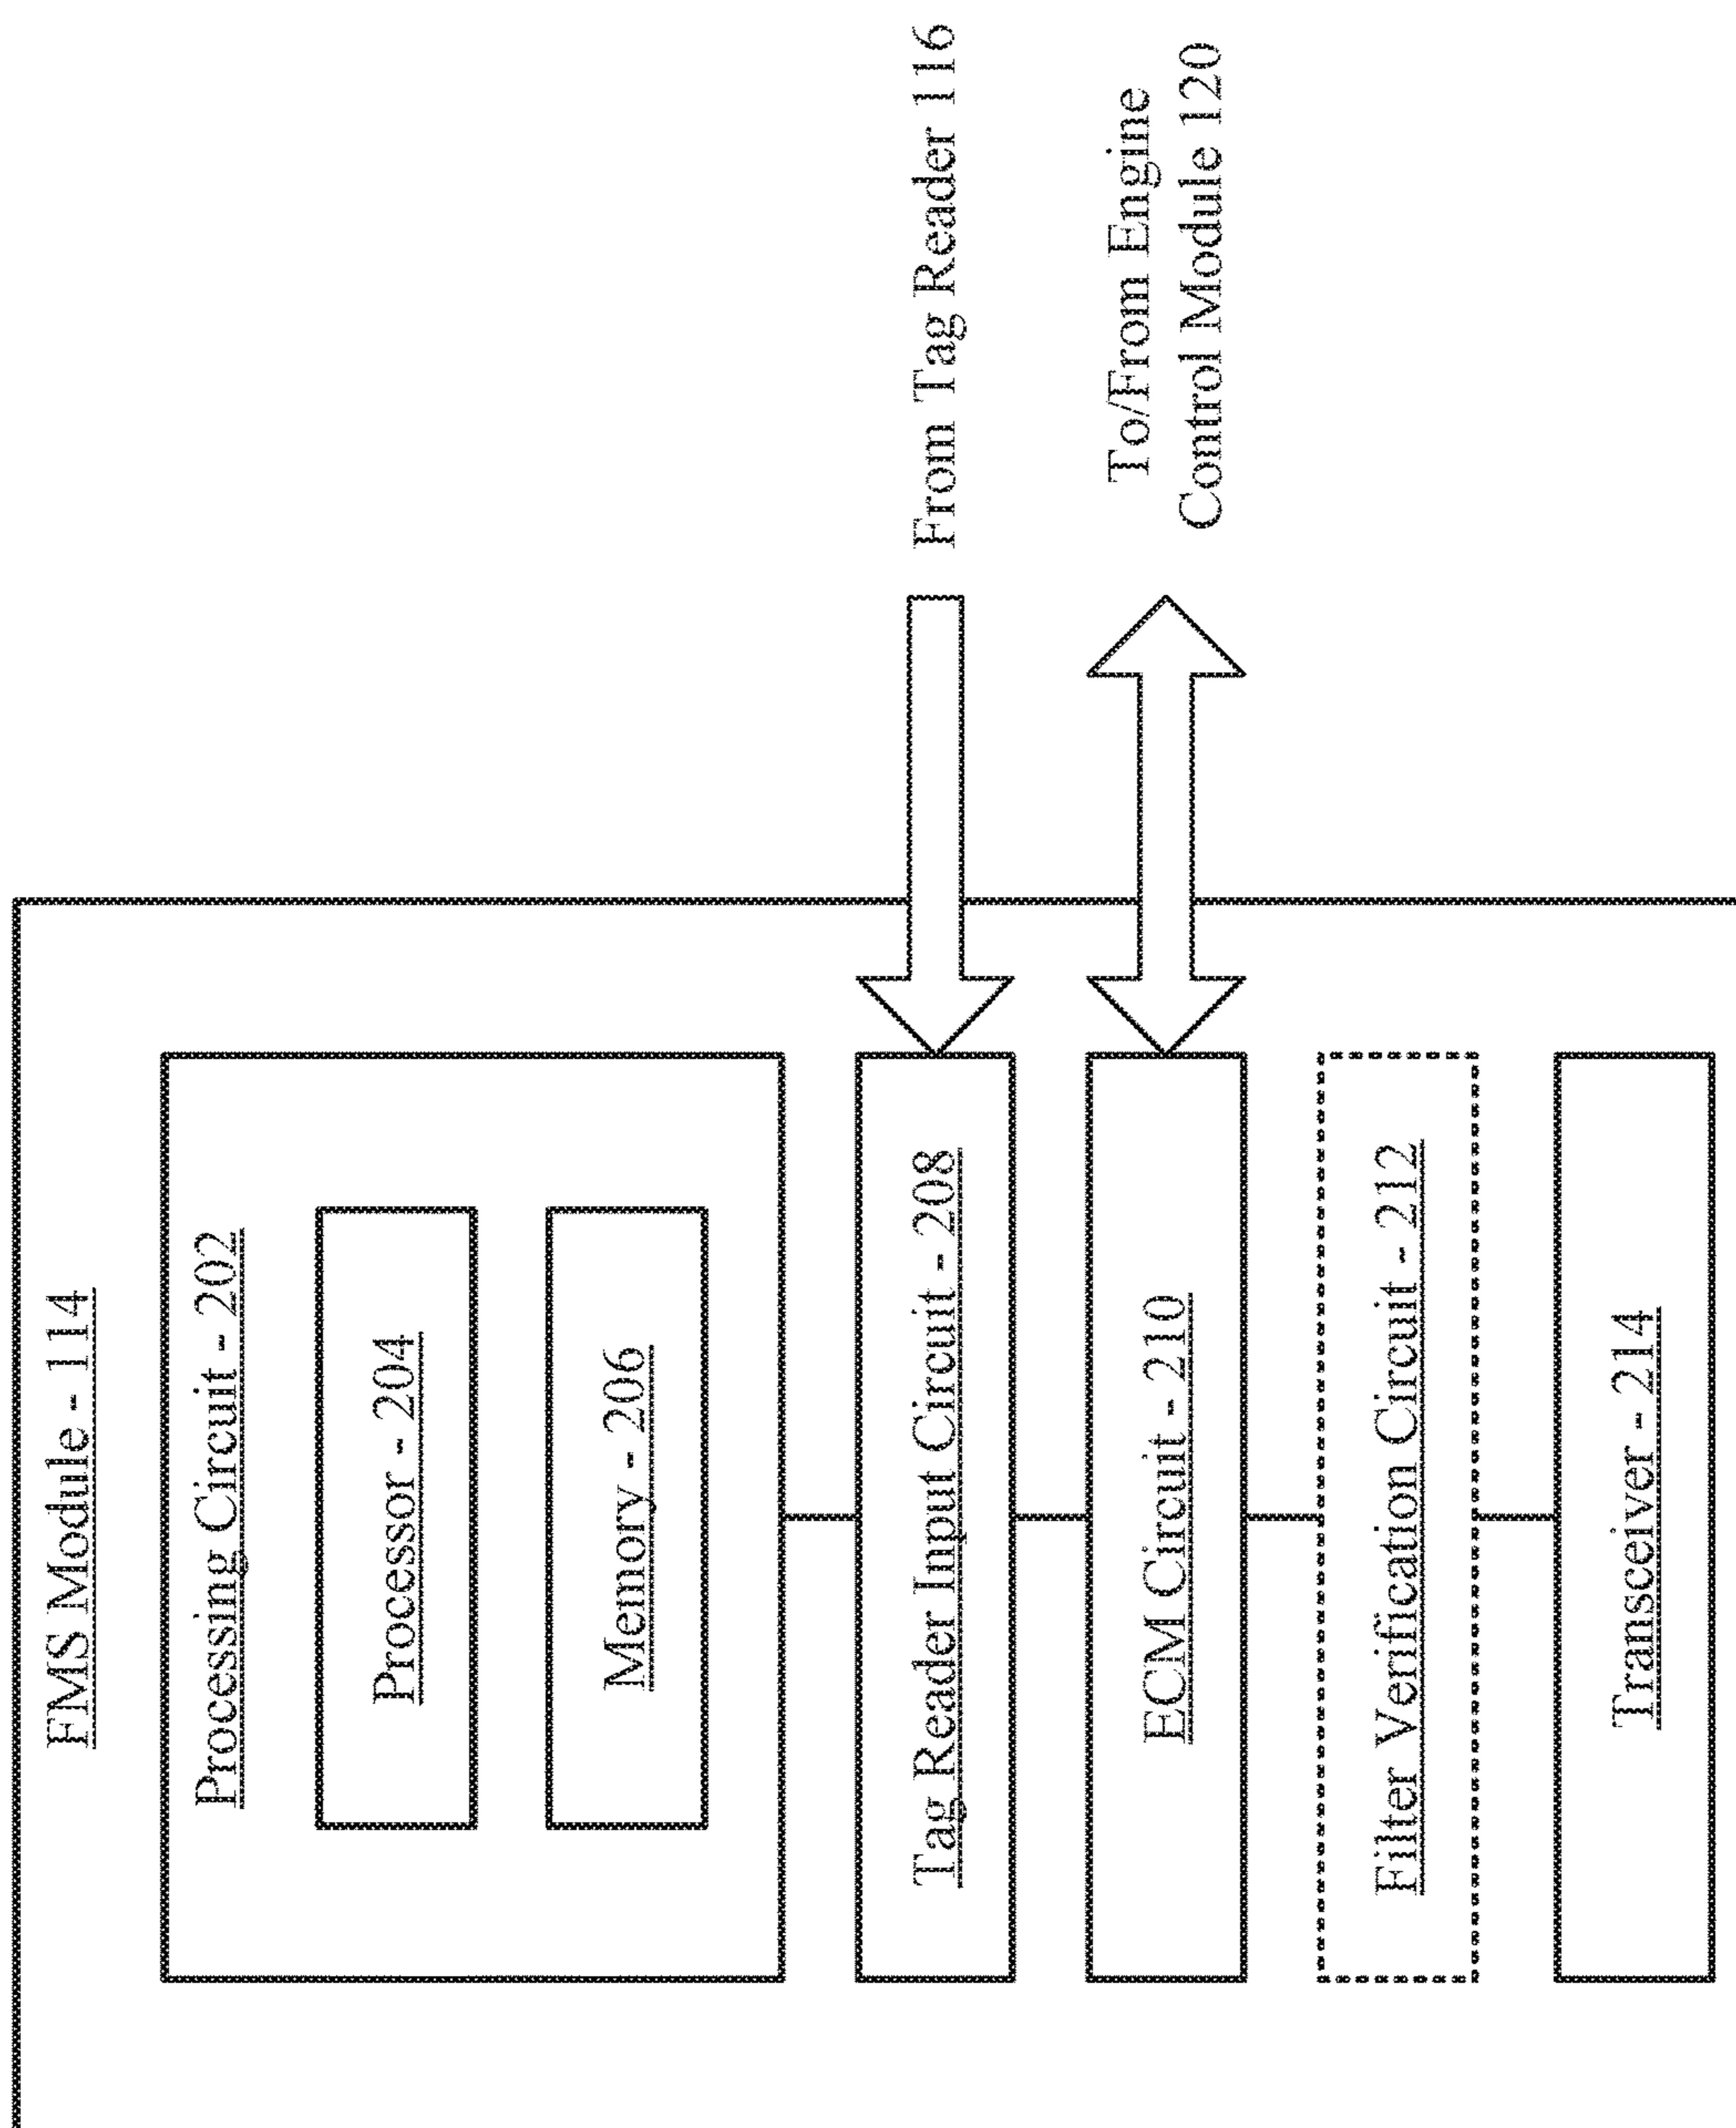 FMS Module - 114
Processing Circuit - 202
Processor - 204
Memory - 206
Tag Reader Input Circuit - 208
From Tag Reader 116
ECM Circuit - 210
To/From Engine
Control Module 120
Filter Verification Circuit - 212
Transceiver - 214